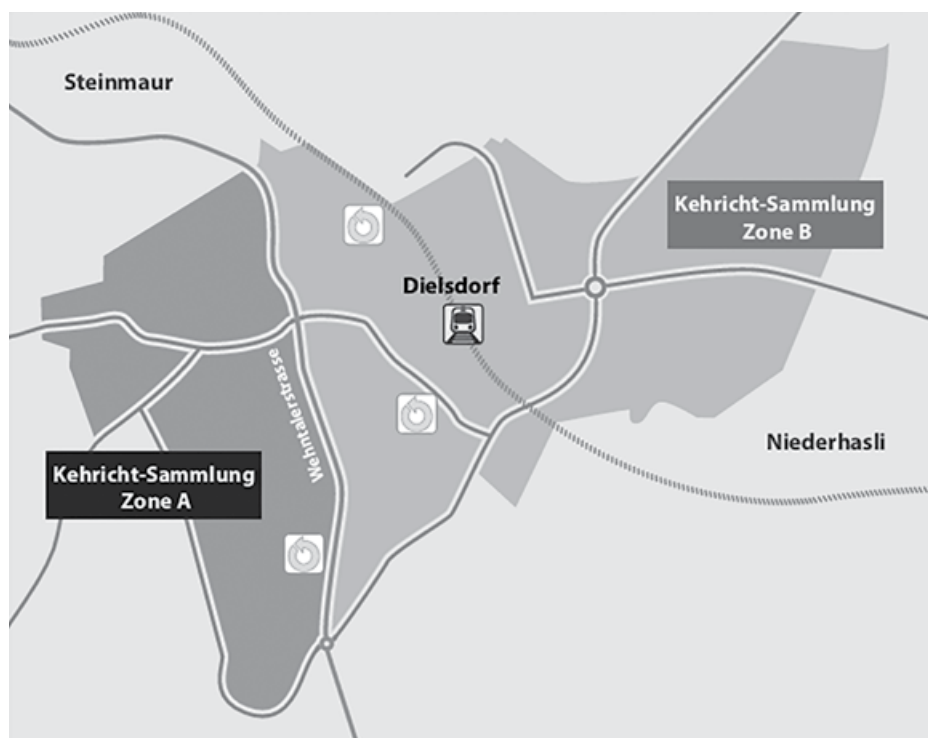 Steinmaur
Kehricht-Sammlung
Zone B
Dielsdorf
Wehntalerstrasse
Niederhasli
Kehricht-Sammlung
Zone A